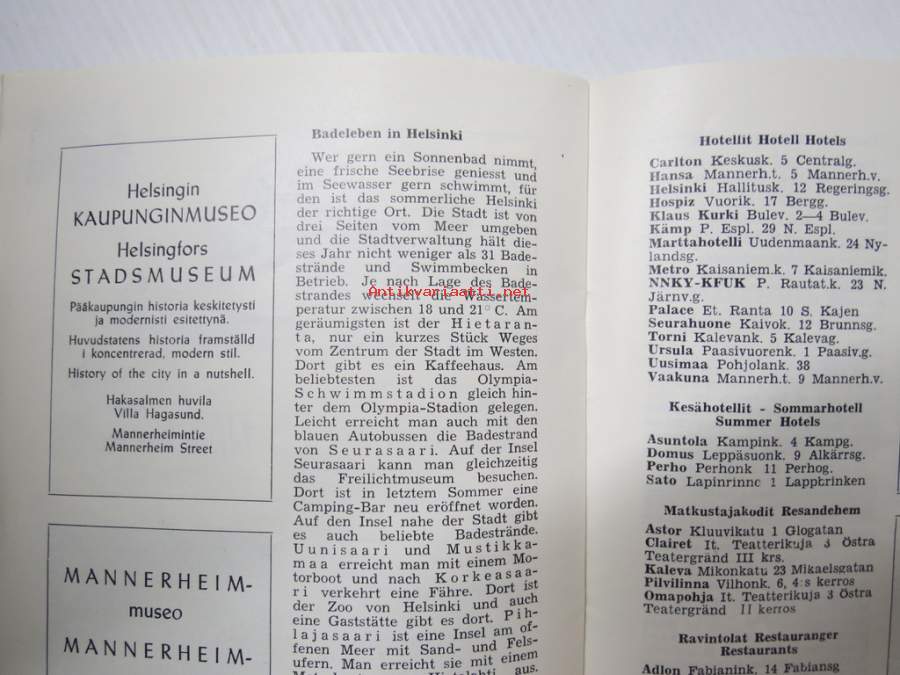 Helsingin
KAUPUNGINMUSEO
Helsingfors
STADSMUSEUM
Pääkaupungin historia keskitetysti
ja modernisti esitettynä.
Huvudstatens historia framställd
i koncentrerad, modern stil.
History of the city in a nutshell.
Hakasalmen huvila
Villa Hagasund.
Mannerheimintie
Mannerheim Street
MANNERHEIM-
museo
MANNERHEIM-
Badeleben in Helsinki
Wer gern ein Sonnenbad nimmt,
eine frische Seebrise geniesst und
im Seewasser gern schwimmt, für
den ist das sommerliche Helsinki
der richtige Ort. Die Stadt ist von
drei Seiten vom Meer umgeben
und die Stadtverwaltung hält die-
ses Jahr nicht weniger als 31 Bade-
strände und Schwimmbecken in
Betrieb. Je nach Lage des Bade-
strandes wechselt die Wassertem-
peratur zwischen 18 und 21° C. Am
geräumigsten ist der Hietaran-
ta, nur ein kurzes Stück Weges
vom Zentrum der Stadt im Westen.
Dort gibt es ein Kaffeehaus. Am
beliebtesten ist das Olympia-
Schwimmstadion gleich hin-
ter dem Olympia-Stadion gelegen.
Leicht erreicht man auch mit den
blauen Autobussen die Badestrand
von Seurasaari. Auf der Insel
Seurasaari kann man gleichzeitig
das Freilichtmuseum besuchen.
Dort ist in letztem Sommer eine
Camping-Bar neu eröffnet worden.
Auf den Insel nahe der Stadt gibt
es auch beliebte Badestrände.
Uunisaari und Mustikka-
maa erreicht man mit einem Mo-
torboot und nach Korkeasaa-
ri verkehrt eine Fähre. Dort ist
der Zoo von Helsinki und auch
eine Gaststätte gibt es dort. Pih-
lajasaari ist eine Insel am of-
fenen Meer mit Sand- und Fels-
ufern. Man erreicht sie mit einem
Antikvariaatti.net
Hotellit Hotell Hotels
Carlton Keskusk. 5 Centralg.
Hansa Mannerh.t. 5 Mannerh.v.
Helsinki Hallitusk. 12 Regeringsg.
Hospiz Vuorik. 17 Bergg.
Klaus Kurki Bulev. 2—4 Bulev.
Kämp P. Espl. 29 N. Espl.
Marttahotelli Uudenmaank. 24 Ny-
landsg.
Metro Kaisaniem.k. 7 Kaisaniemik.
NNKY-KFUK P. Rautat.k. 23 N.
Järnv.g.
Palace Et. Ranta 10 S. Kajen
Seurahuone Kaivok. 12 Brunnsg.
Torni Kalevank. 5 Kalevag.
Ursula Paasivuorenk. 1 Paasiv.g.
Uusimaa Pohjolank. 38
Vaakuna Mannerh.t. 9 Mannerh.v.
Kesähotellit - Sommarhotell
Summer Hotels
Asuntola Kampink. 4 Kampg.
Domus Leppäsuonk. 9 Alkärrsg.
Perho Perhonk 11 Perhog.
Sato Lapinrinne 1 Lappbrinken
Matkustajakodit Resandehem
Astor Kluuvikatu 1 Glogatan
Clairet It. Teatterikuja 3 Östra
Teatergränd III krs.
Kaleva Mikonkatu 23 Mikaelsgatan
Pilvilinna Vilhonk. 6, 4:s kerros
Omapohja It. Teatterikuja 3 Östra
Teatergränd II kerros
Ravintolat Restauranger
Restaurants
Adlon Fabianink. 14 Fabiansg